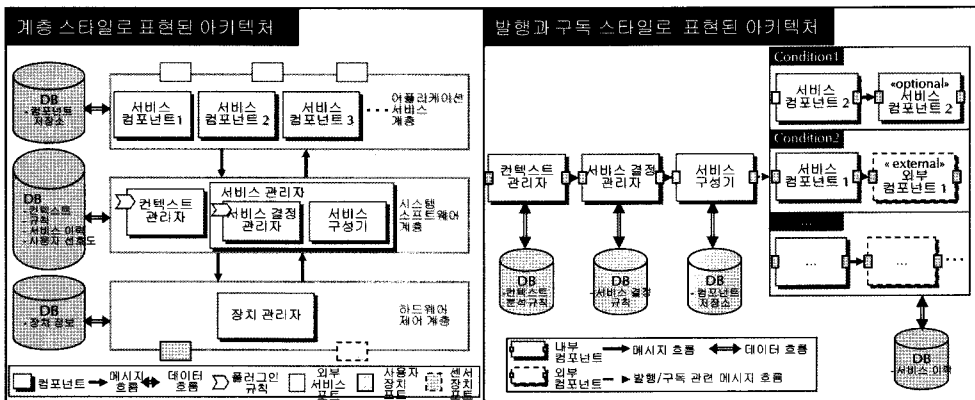 계층 스타일로 표현된 아키텍처
DB
- 컴포넌트
저장소
서비스
컴포넌트1
서비스
컴포넌트 2
서비스
컴포넌트 3
어플리케이션
서비스
계층
DB
- 컨텍스트
- 규칙
- 서비스 이력
- 사용자 선호도
컨텍스트
관리자
서비스 관리자
서비스 결정
관리자
서비스
구성기
시스템
소프트웨어
계층
DB
- 장치 정보
장치 관리자
하드웨어
제어 계층
컴포넌트
메시지
흐름
데이터
흐름
플러그인
규칙
외부
서비스
포트
사용자
장치
포트
센서
장치
포트
발행과 구독 스타일로 표현된 아키텍처
컨텍스트
관리자
서비스 결정
관리자
서비스
구성기
DB
- 컨텍스트
분석규칙
DB
- 서비스 결정
규칙
DB
- 컴포넌트
저장소
Condition1
서비스
컴포넌트 2
«optional»
서비스
컴포넌트 2
Condition2
서비스
컴포넌트 1
«external»
외부
컴포넌트 1
...
...
...
DB
- 서비스 이력
내부
컴포넌트
메시지 흐름
데이터 흐름
외부
컴포넌트
발행/구독 관련 메시지 흐름